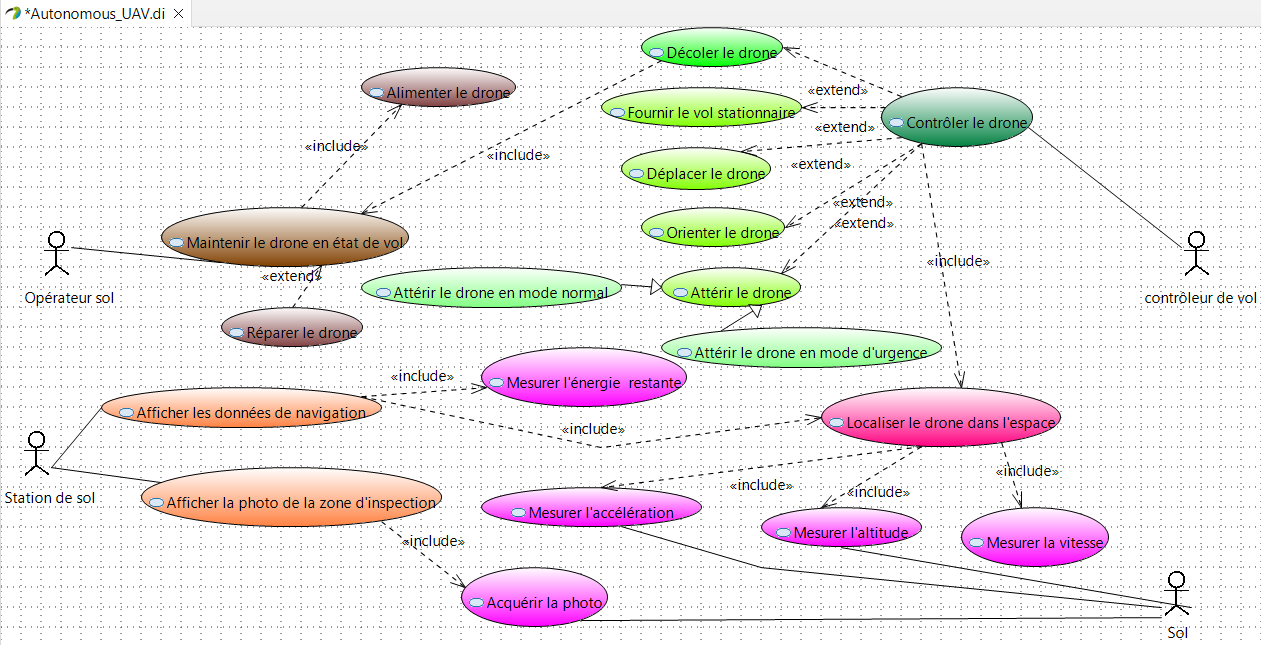 *Autonomous_UAV.di
Décoler le drone
Alimenter le drone
«extend»
Fournir le vol stationnaire
Contrôler le drone
«extend»
«include»
«include»
«extend»
Déplacer le drone
«extend»
«extend»
Orienter le drone
Maintenir le drone en état de vol
«include»
«extend»
Opérateur sol
contrôleur de vol
Attérir le drone en mode normal
Attérir le drone
Réparer le drone
Attérir le drone en mode d'urgence
«include»
Mesurer l'énergie restante
Afficher les données de navigation
«include»
Localiser le drone dans l'espace
«include»
Station de sol
Afficher la photo de la zone d'inspection
«include»
«include»
Mesurer l'accélération
Mesurer l'altitude
Mesurer la vitesse
«include»
Acquérir la photo
Sol